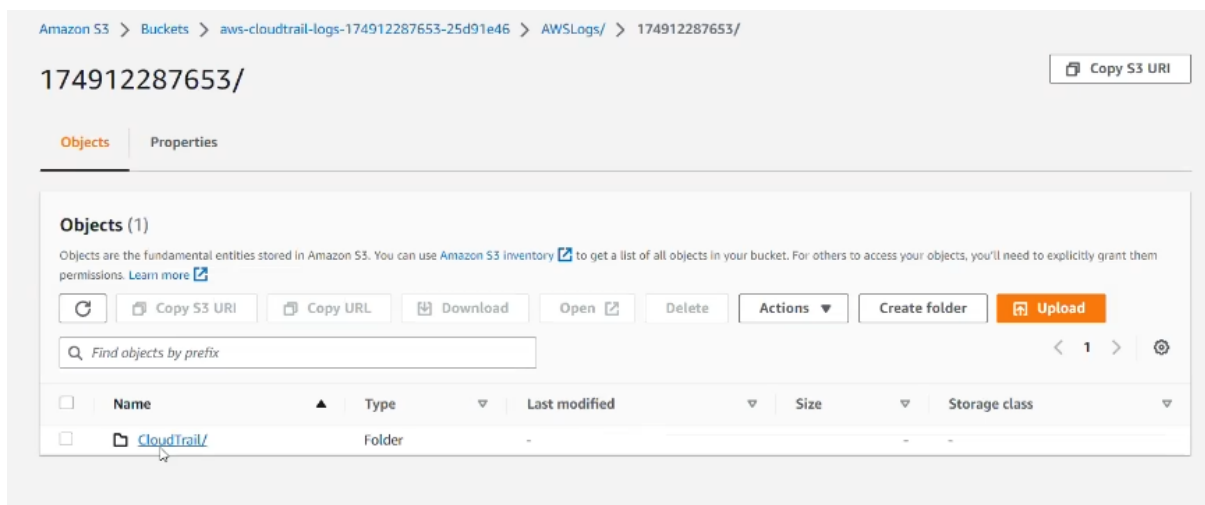 Amazon S3 > Buckets > aws-cloudtrail-logs-174912287653-25d91e46 > AWSLogs/ > 174912287653/
174912287653/
Copy S3 URI
Objects Properties
Objects (1)
Objects are the fundamental entities stored in Amazon S3. You can use Amazon S3 inventory to get a list of all objects in your bucket. For others to access your objects, you'll need to explicitly grant them
permissions. Learn more
Copy S3 URI Copy URL Download Open Delete Actions Create folder Upload
Find objects by prefix
1
Name Type Last modified Size Storage class
CloudTrail/ Folder - - -